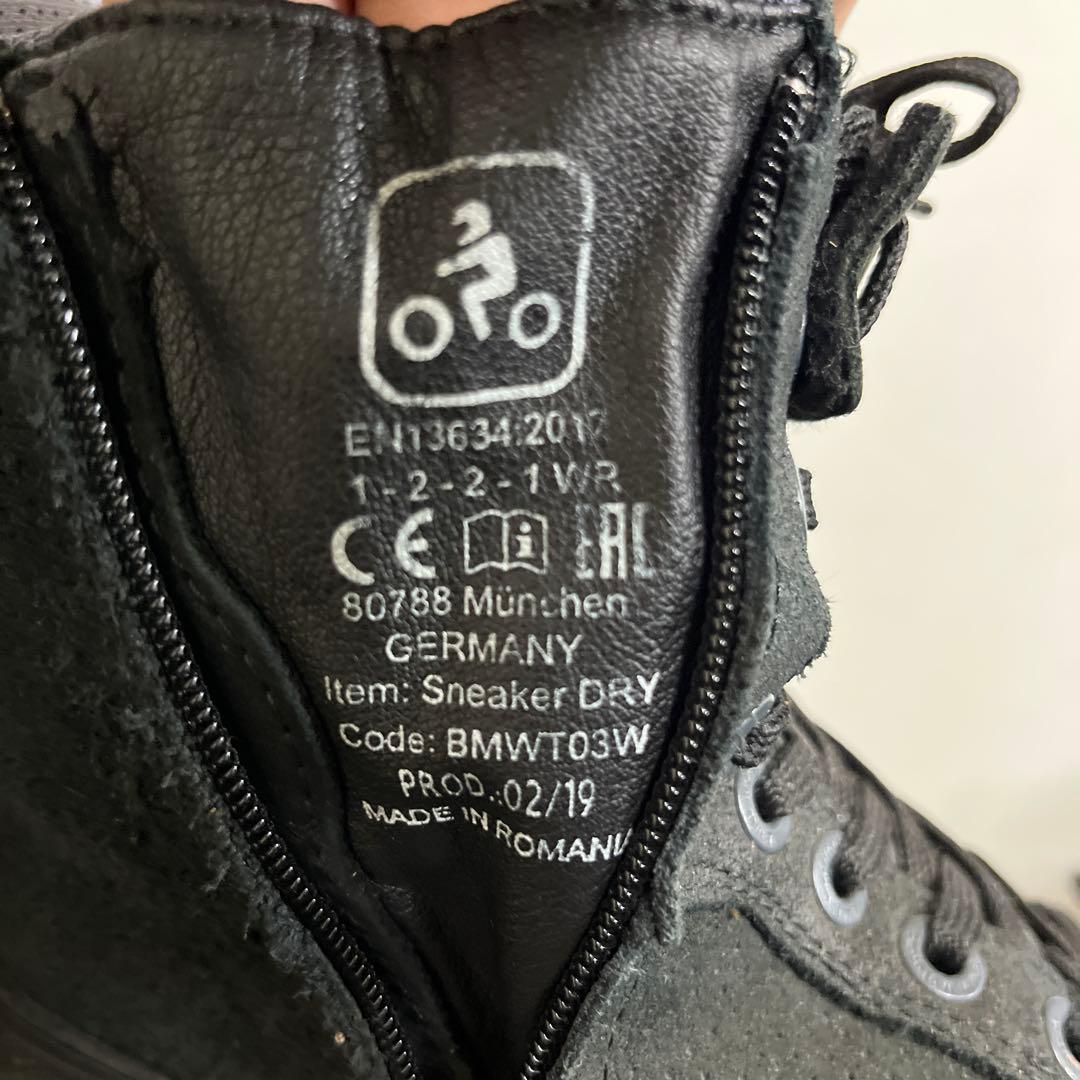 EN13634:2017
1 - 2 - 2 - 1 WR
CE i EAC
80788 München
GERMANY
Item: Sneaker DRY
Code: BMWT03W
PROD.:02/19
MADE IN ROMANIA